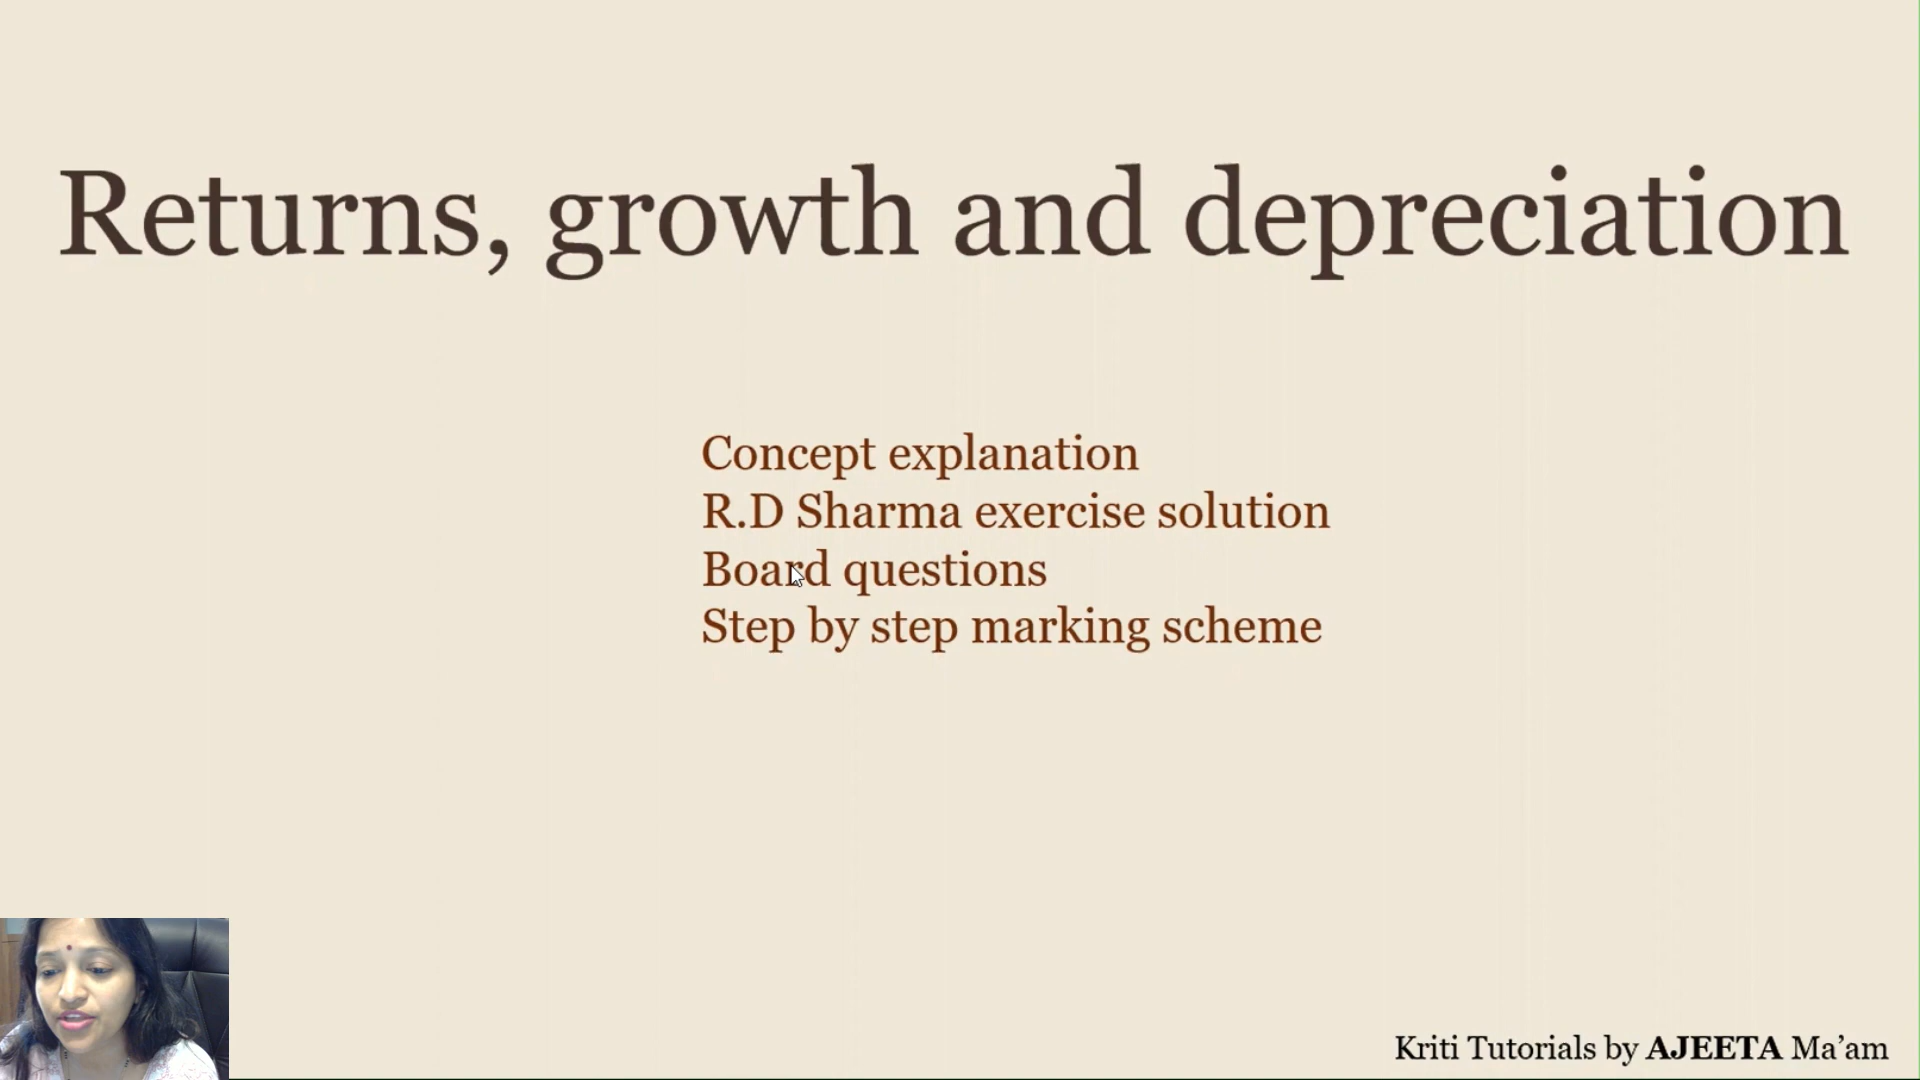 Returns, growth and depreciation
Concept explanation
R.D Sharma exercise solution
Board questions
Step by step marking scheme
Kriti Tutorials by AJEETA Ma’am